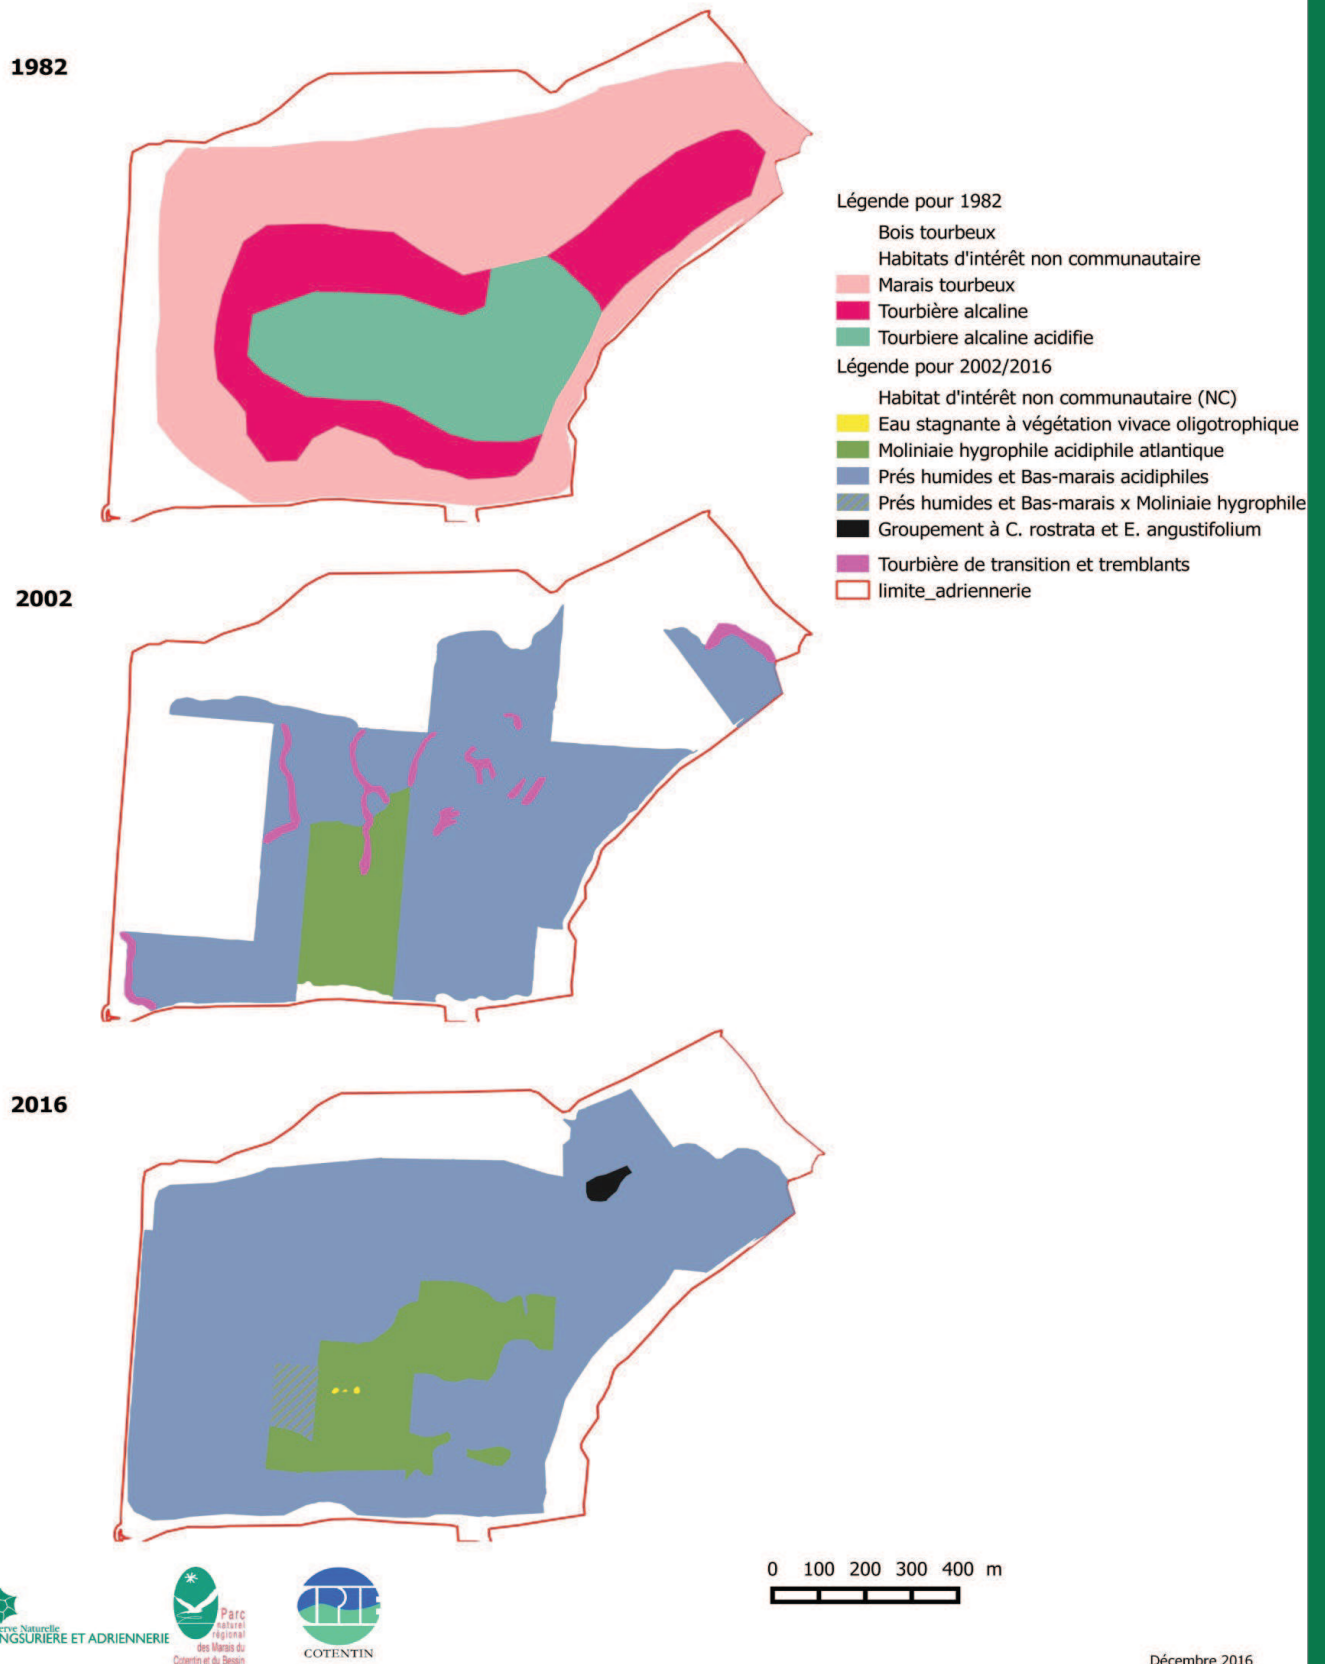 1982
Légende pour 1982
Bois tourbeux
Habitats d'intérêt non communautaire
Marais tourbeux
Tourbière alcaline
Tourbiere alcaline acidifie
Légende pour 2002/2016
Habitat d'intérêt non communautaire (NC)
Eau stagnante à végétation vivace oligotrophique
Moliniaie hygrophile acidiphile atlantique
Prés humides et Bas-marais acidiphiles
Prés humides et Bas-marais x Moliniaie hygrophile
Groupement à C. rostrata et E. angustifolium
Tourbière de transition et tremblants
limite_adriennerie
2002
2016
0 100 200 300 400 m
erve Naturelle
NGSURIÈRE ET ADRIENNERIE
Parc
naturel
régional
des Marais du
Cotentin et du Bessin
CPIE
COTENTIN
Décembre 2016